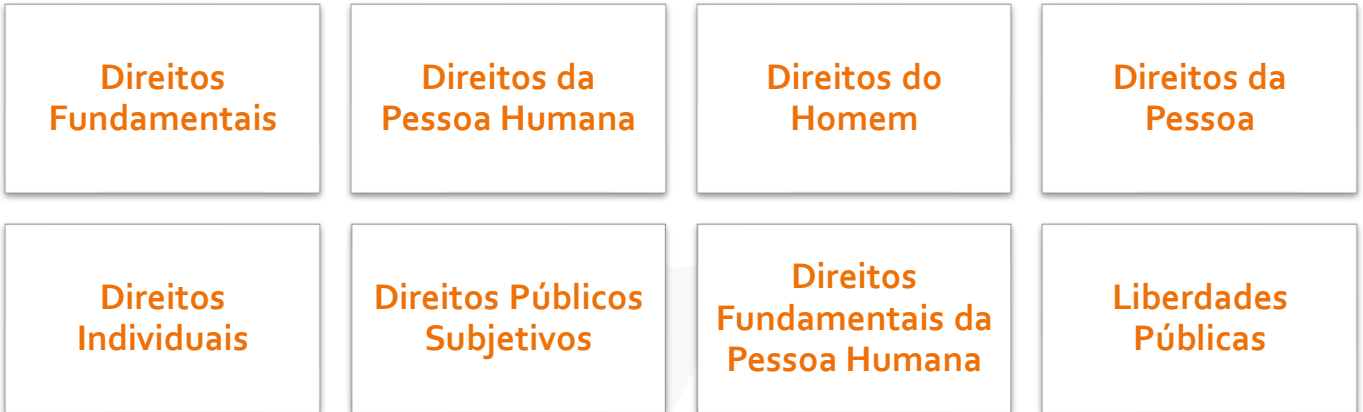 Direitos
Fundamentais
Direitos da
Pessoa Humana
Direitos do
Homem
Direitos da
Pessoa
Direitos
Individuais
Direitos Públicos
Subjetivos
Direitos
Fundamentais da
Pessoa Humana
Liberdades
Públicas